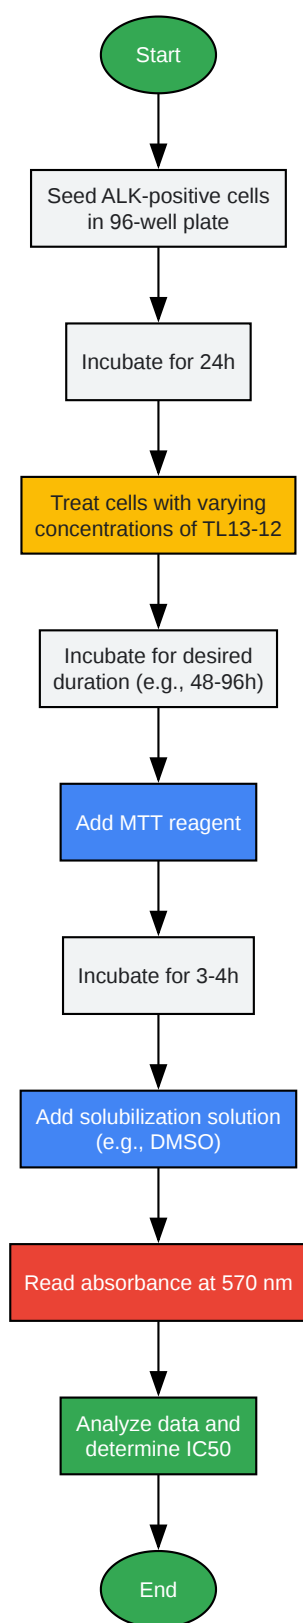 Start
Seed ALK-positive cells
in 96-well plate
Incubate for 24h
Treat cells with varying
concentrations of TL13-12
Incubate for desired
duration (e.g., 48-96h)
Add MTT reagent
Incubate for 3-4h
Add solubilization solution
(e.g., DMSO)
Read absorbance at 570 nm
Analyze data and
determine IC50
End